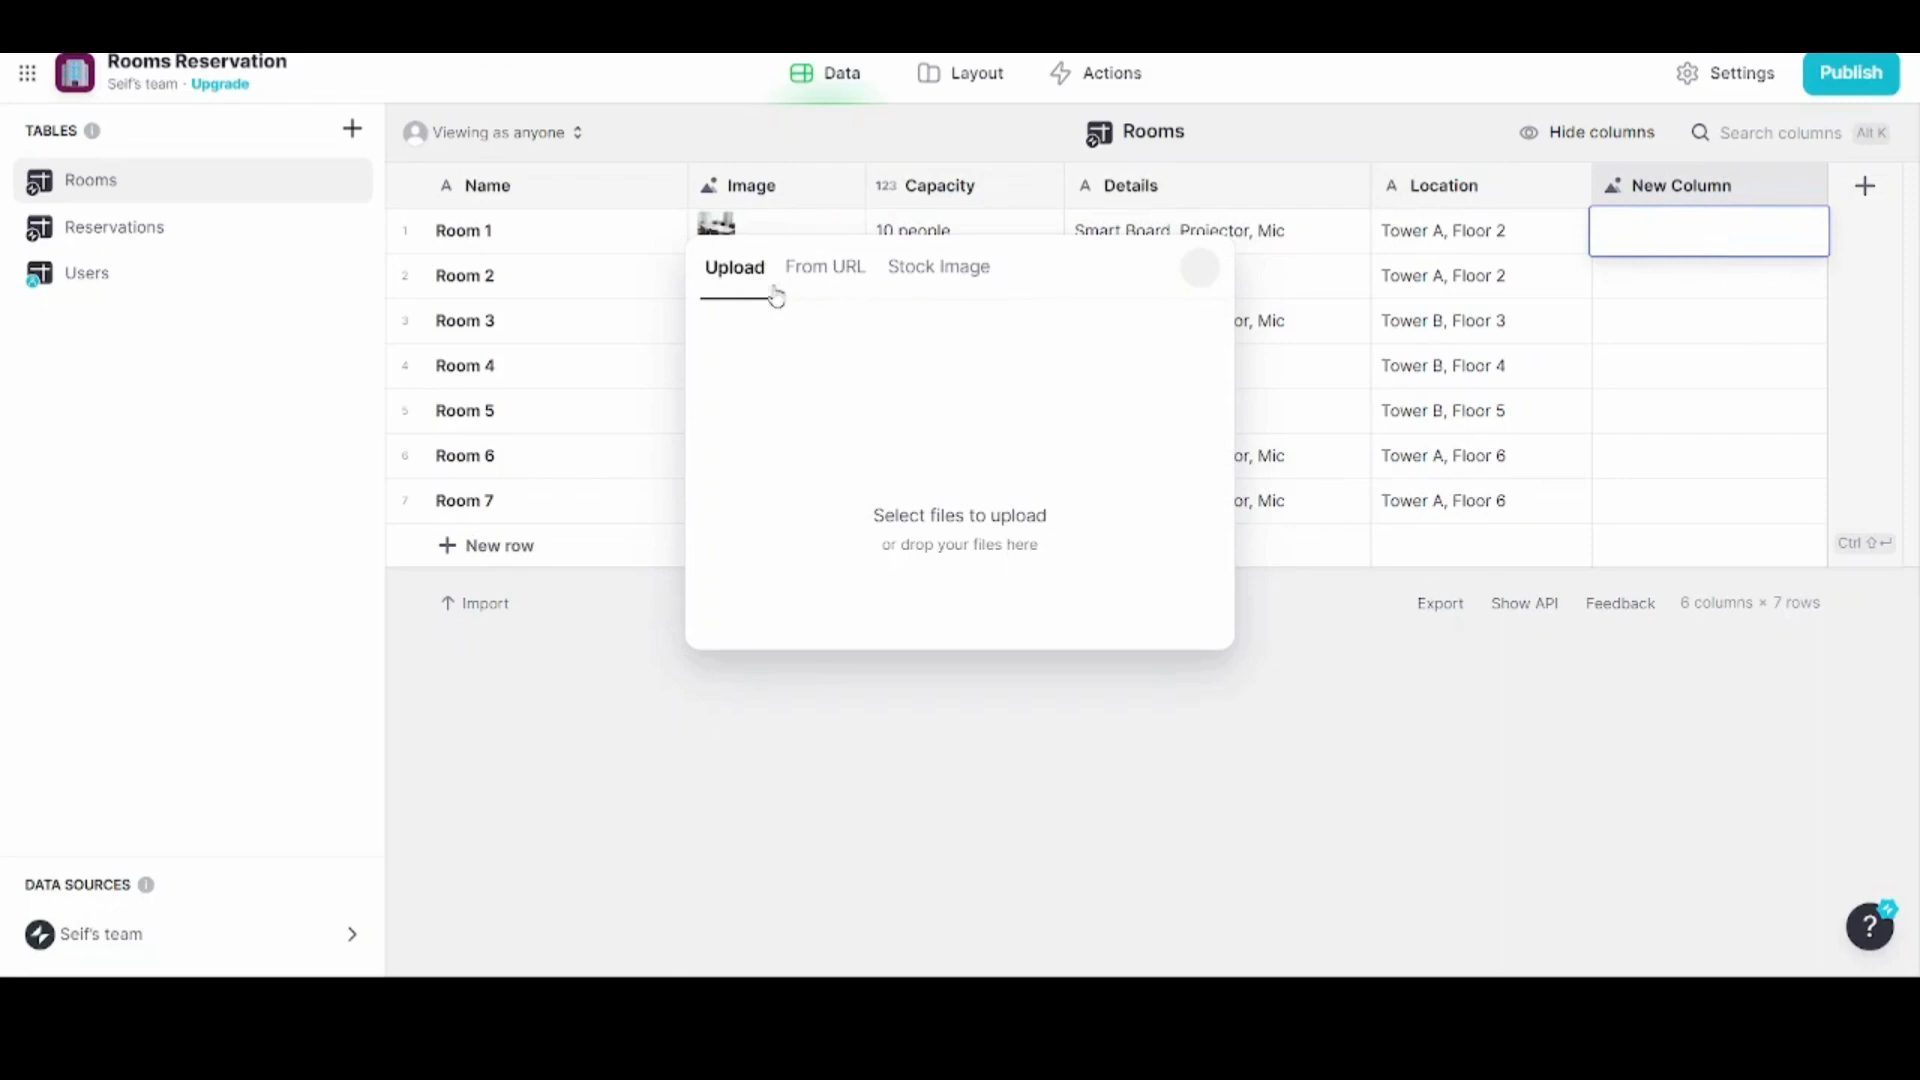 Rooms Reservation
Seif's team · Upgrade
Data
Layout
Actions
Settings
Publish
TABLES
Rooms
Reservations
Users
Viewing as anyone
Rooms
Hide columns
Search columns Alt K
A Name
Image
123 Capacity
A Details
A Location
New Column
1 Room 1 10 people Smart Board, Projector, Mic Tower A, Floor 2
2 Room 2 Tower A, Floor 2
3 Room 3 or, Mic Tower B, Floor 3
4 Room 4 Tower B, Floor 4
5 Room 5 Tower B, Floor 5
6 Room 6 or, Mic Tower A, Floor 6
7 Room 7 or, Mic Tower A, Floor 6
New row
Ctrl ⇧↵
Upload From URL Stock Image
Select files to upload
or drop your files here
Import
Export Show API Feedback 6 columns × 7 rows
DATA SOURCES
Seif's team
?